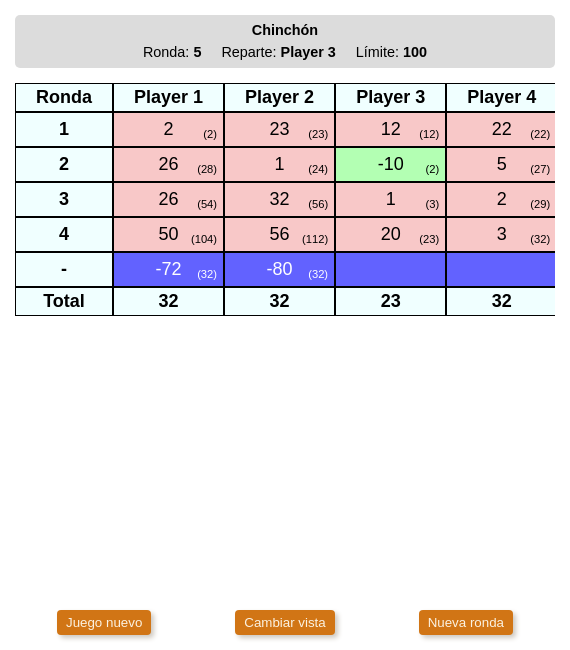 Chinchón
Ronda: 5 Reparte: Player 3 Límite: 100
Ronda Player 1 Player 2 Player 3 Player 4
1 2 (2) 23 (23) 12 (12) 22 (22)
2 26 (28) 1 (24) -10 (2) 5 (27)
3 26 (54) 32 (56) 1 (3) 2 (29)
4 50 (104) 56 (112) 20 (23) 3 (32)
- -72 (32) -80 (32)
Total 32 32 23 32
Juego nuevo Cambiar vista Nueva ronda